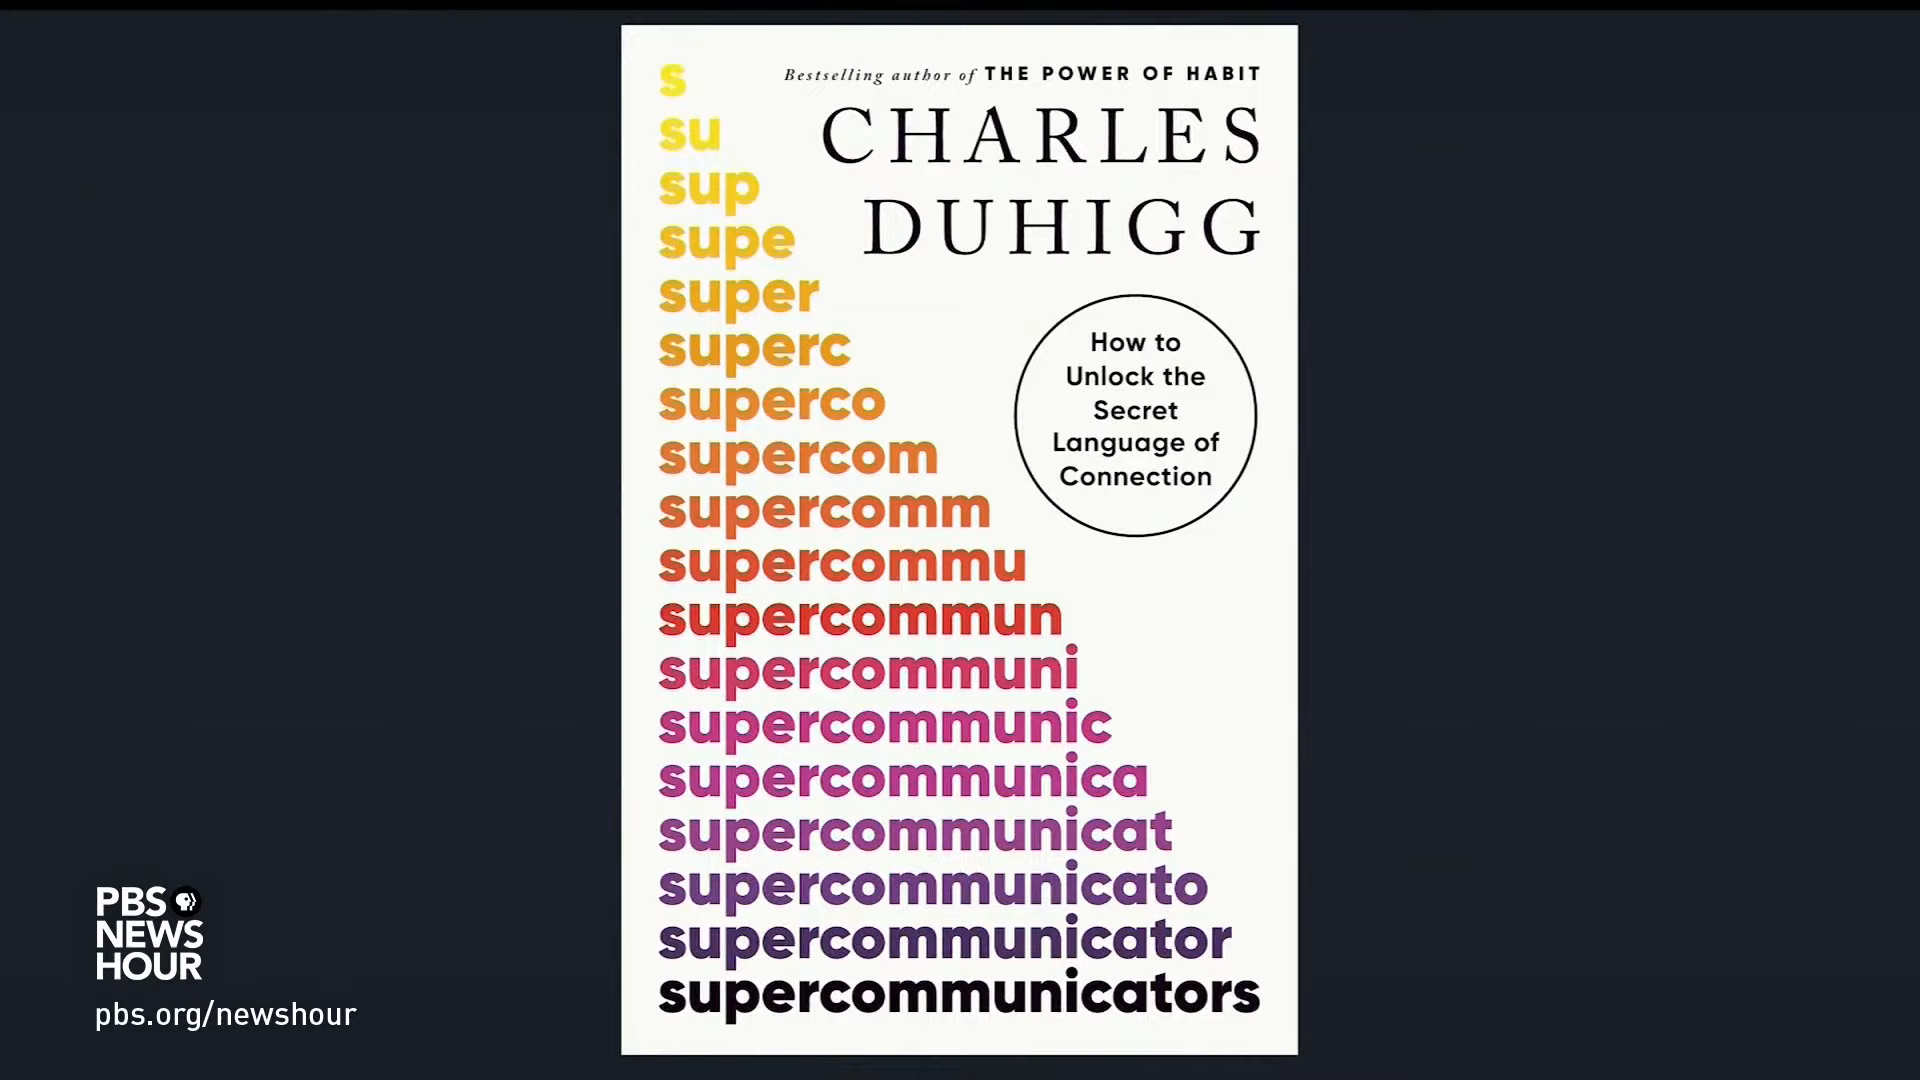 Bestselling author of THE POWER OF HABIT
CHARLES
DUHIGG
How to
Unlock the
Secret
Language of
Connection
s
su
sup
supe
super
superc
superco
supercom
supercomm
supercommu
supercommun
supercommuni
supercommunic
supercommunica
supercommunicat
supercommunicato
supercommunicator
supercommunicators
PBS
NEWS
HOUR
pbs.org/newshour